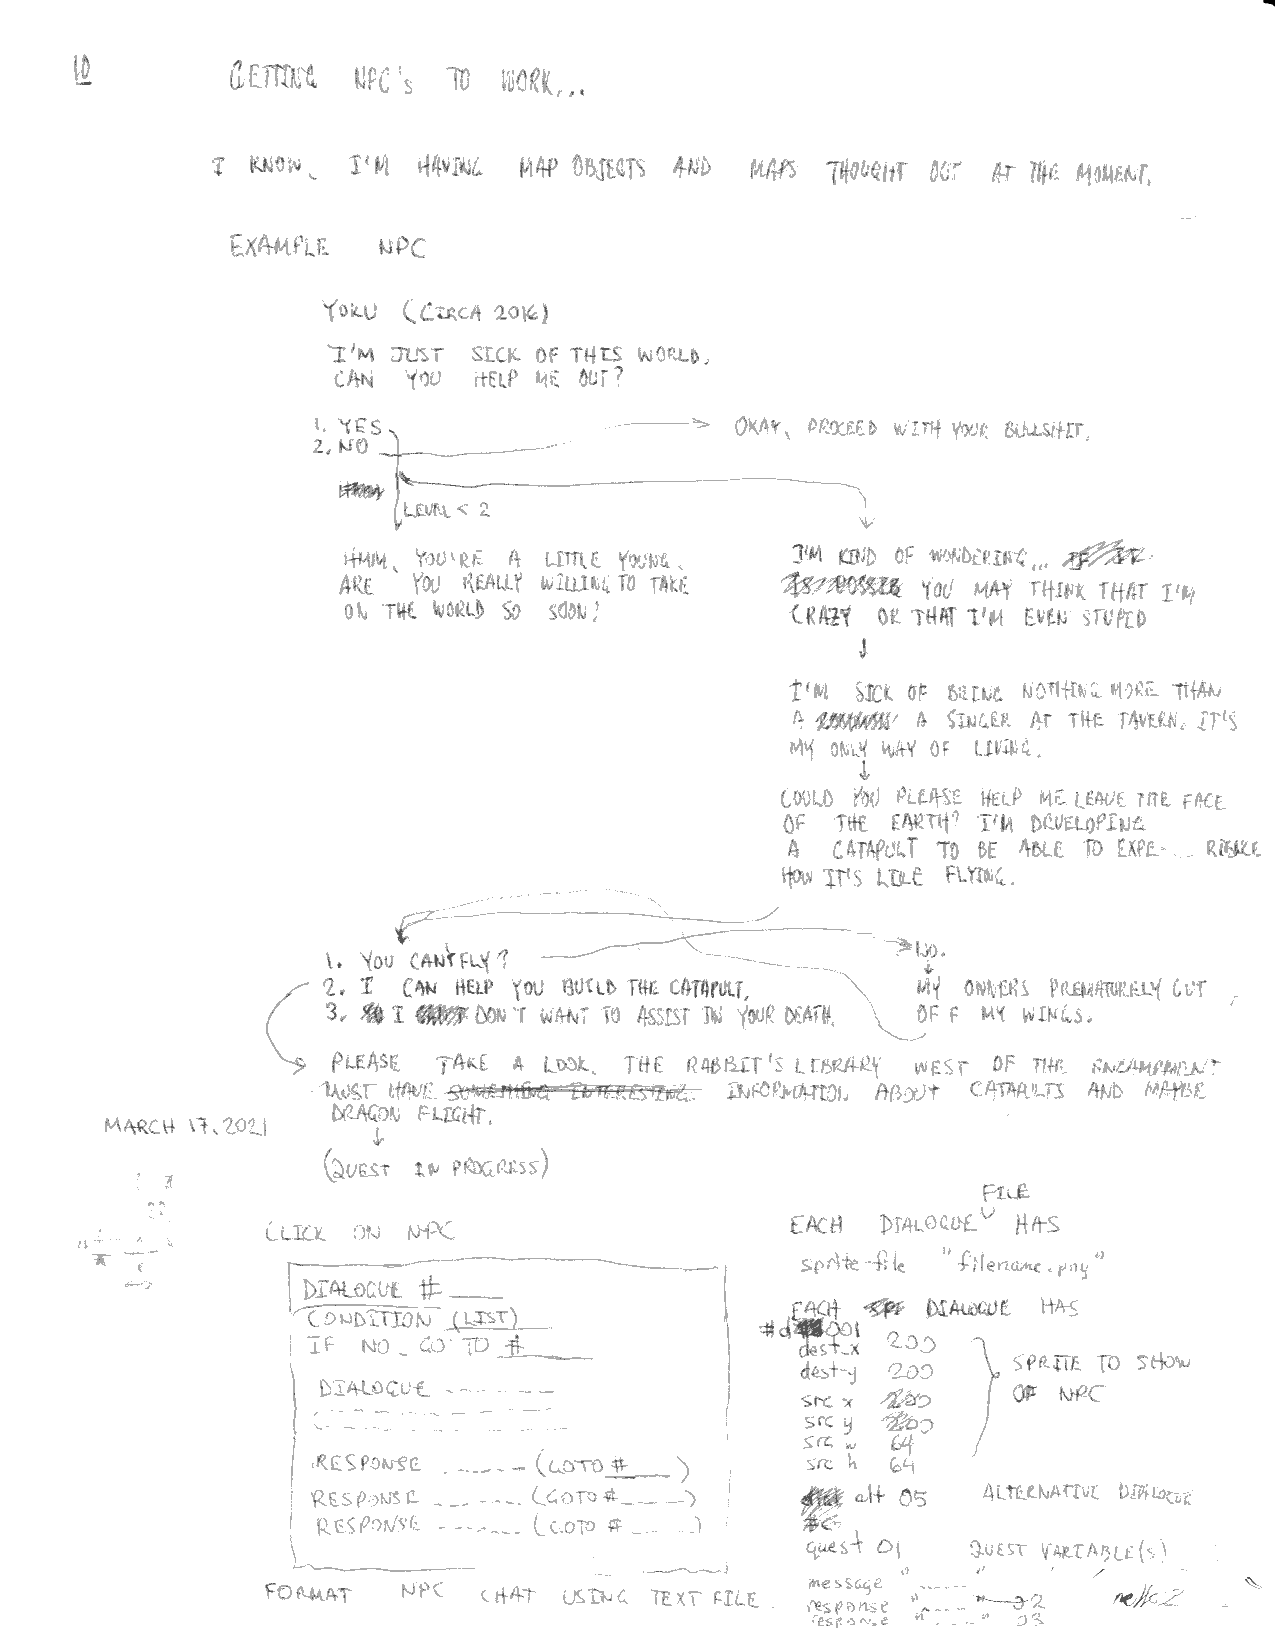 10
GETTING NPC's TO WORK...
I KNOW, I'M HAVING MAP OBJECTS AND MAPS THOUGHT OUT AT THE MOMENT.
EXAMPLE NPC
YOKU (CIRCA 2016)
I'M JUST SICK OF THIS WORLD,
CAN YOU HELP ME OUT?
1. YES
2. NO
OKAY, PROCEED WITH YOUR BULLSHIT.
LEVEL < 2
HMM, YOU'RE A LITTLE YOUNG.
ARE YOU REALLY WILLING TO TAKE
ON THE WORLD SO SOON?
I'M KIND OF WONDERING... IF IT
IS POSSIB YOU MAY THINK THAT I'M
CRAZY OR THAT I'M EVEN STUPID
I'M SICK OF BEING NOTHING MORE THAN
A A SINGER AT THE TAVERN. IT'S
MY ONLY WAY OF LIVING.
COULD YOU PLEASE HELP ME LEAVE THE FACE
OF THE EARTH? I'M DEVELOPING
A CATAPULT TO BE ABLE TO EXPE-...RIENCE
HOW IT'S LIKE FLYING.
1. YOU CAN'T FLY?
2. I CAN HELP YOU BUILD THE CATAPULT.
3. I DON'T WANT TO ASSIST IN YOUR DEATH.
NO.
MY OWNERS PREMATURELY CUT
OFF MY WINGS.
PLEASE TAKE A LOOK. THE RABBIT'S LIBRARY WEST OF THE ENCAMPMENT
MUST HAVE SOMETHING INTERESTING. INFORMATION ABOUT CATAPULTS AND MAYBE
DRAGON FLIGHT.
MARCH 17, 2021
(QUEST IN PROGRESS)
CLICK ON NPC
DIALOGUE # ____
CONDITION (LIST)
IF NO, GO TO # ____
DIALOGUE -------
RESPONSE ------ (GOTO # ____)
RESPONSE ------ (GOTO # ____)
RESPONSE ------ (GOTO # ____)
FORMAT NPC CHAT USING TEXT FILE.
FILE
EACH DIALOGUE HAS
sprite-file "filename.png"
EACH DIALOGUE HAS
#d 001
dest_x 200
dest-y 200
src x 200
src y 200
src w 64
src h 64
SPRITE TO SHOW
OF NPC
alt 05 ALTERNATIVE DIALOGUE
quest 01 QUEST VARIABLE(S)
message "------"
response "------" 02
response "------" 03